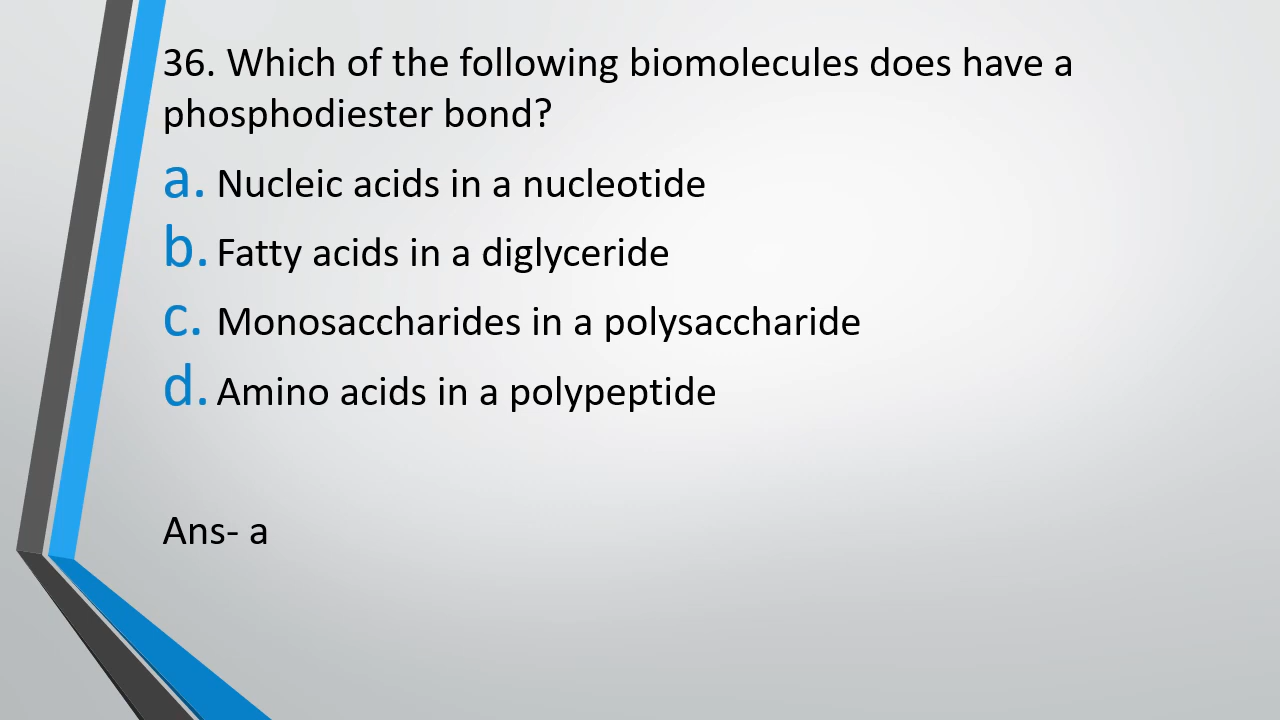 36. Which of the following biomolecules does have a
phosphodiester bond?
a. Nucleic acids in a nucleotide
b. Fatty acids in a diglyceride
c. Monosaccharides in a polysaccharide
d. Amino acids in a polypeptide
Ans- a